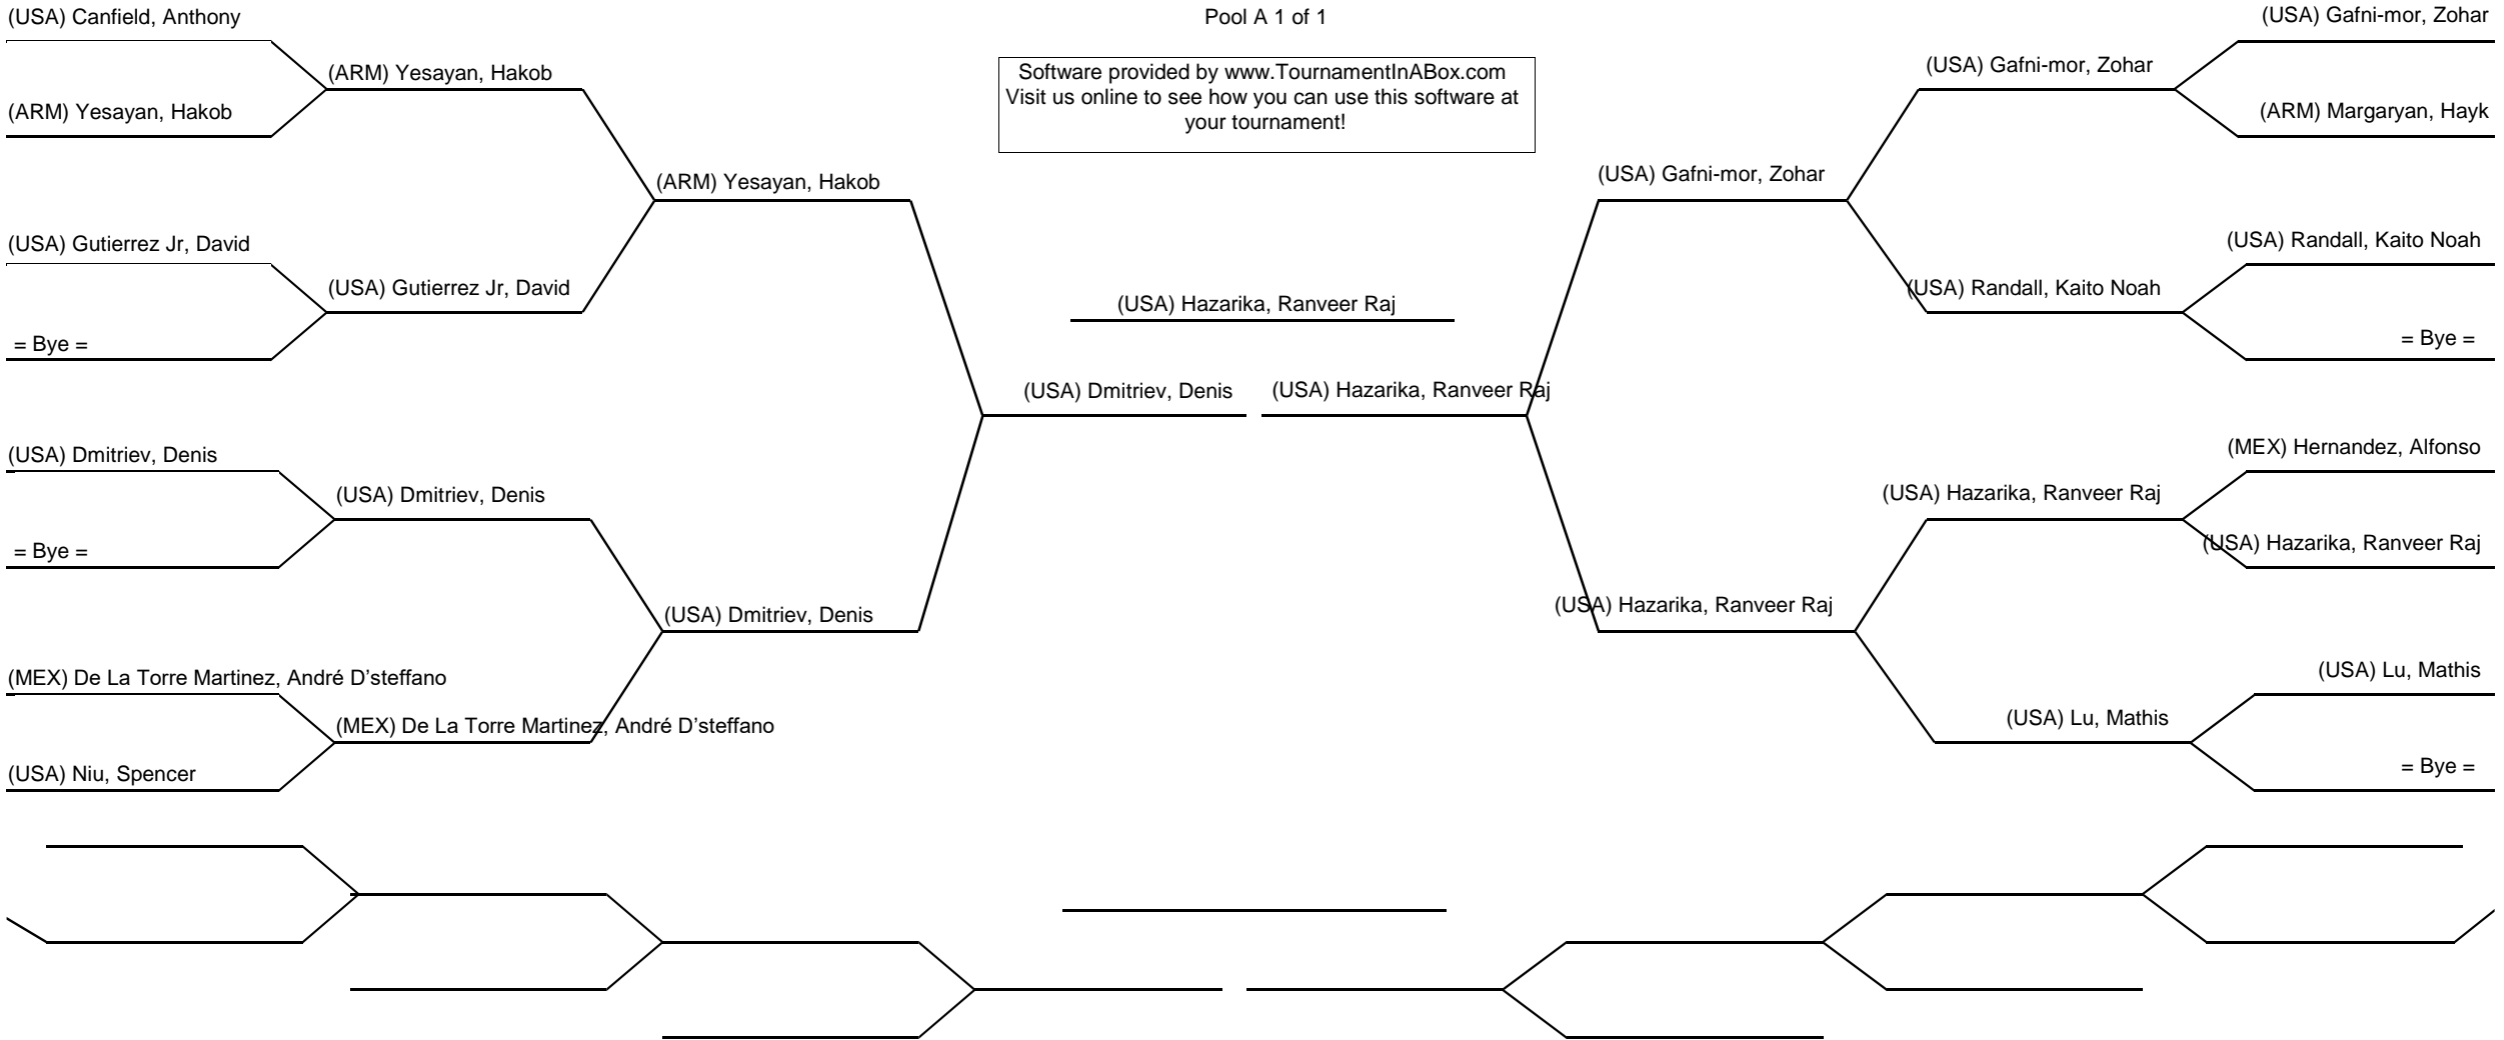 (USA) Canfield, Anthony
(ARM) Yesayan, Hakob
(USA) Gutierrez Jr, David
= Bye =
(USA) Dmitriev, Denis
= Bye =
(MEX) De La Torre Martinez, André D’steffano
(USA) Niu, Spencer
(ARM) Yesayan, Hakob
(USA) Gutierrez Jr, David
(USA) Dmitriev, Denis
(MEX) De La Torre Martinez, André D’steffano
(ARM) Yesayan, Hakob
(USA) Dmitriev, Denis
Pool A 1 of 1
Software provided by www.TournamentInABox.com
Visit us online to see how you can use this software at
your tournament!
(USA) Hazarika, Ranveer Raj
(USA) Dmitriev, Denis
(USA) Hazarika, Ranveer Raj
(USA) Gafni-mor, Zohar
(USA) Hazarika, Ranveer Raj
(USA) Gafni-mor, Zohar
(USA) Randall, Kaito Noah
(USA) Hazarika, Ranveer Raj
(USA) Lu, Mathis
(USA) Gafni-mor, Zohar
(ARM) Margaryan, Hayk
(USA) Randall, Kaito Noah
= Bye =
(MEX) Hernandez, Alfonso
(USA) Hazarika, Ranveer Raj
(USA) Lu, Mathis
= Bye =